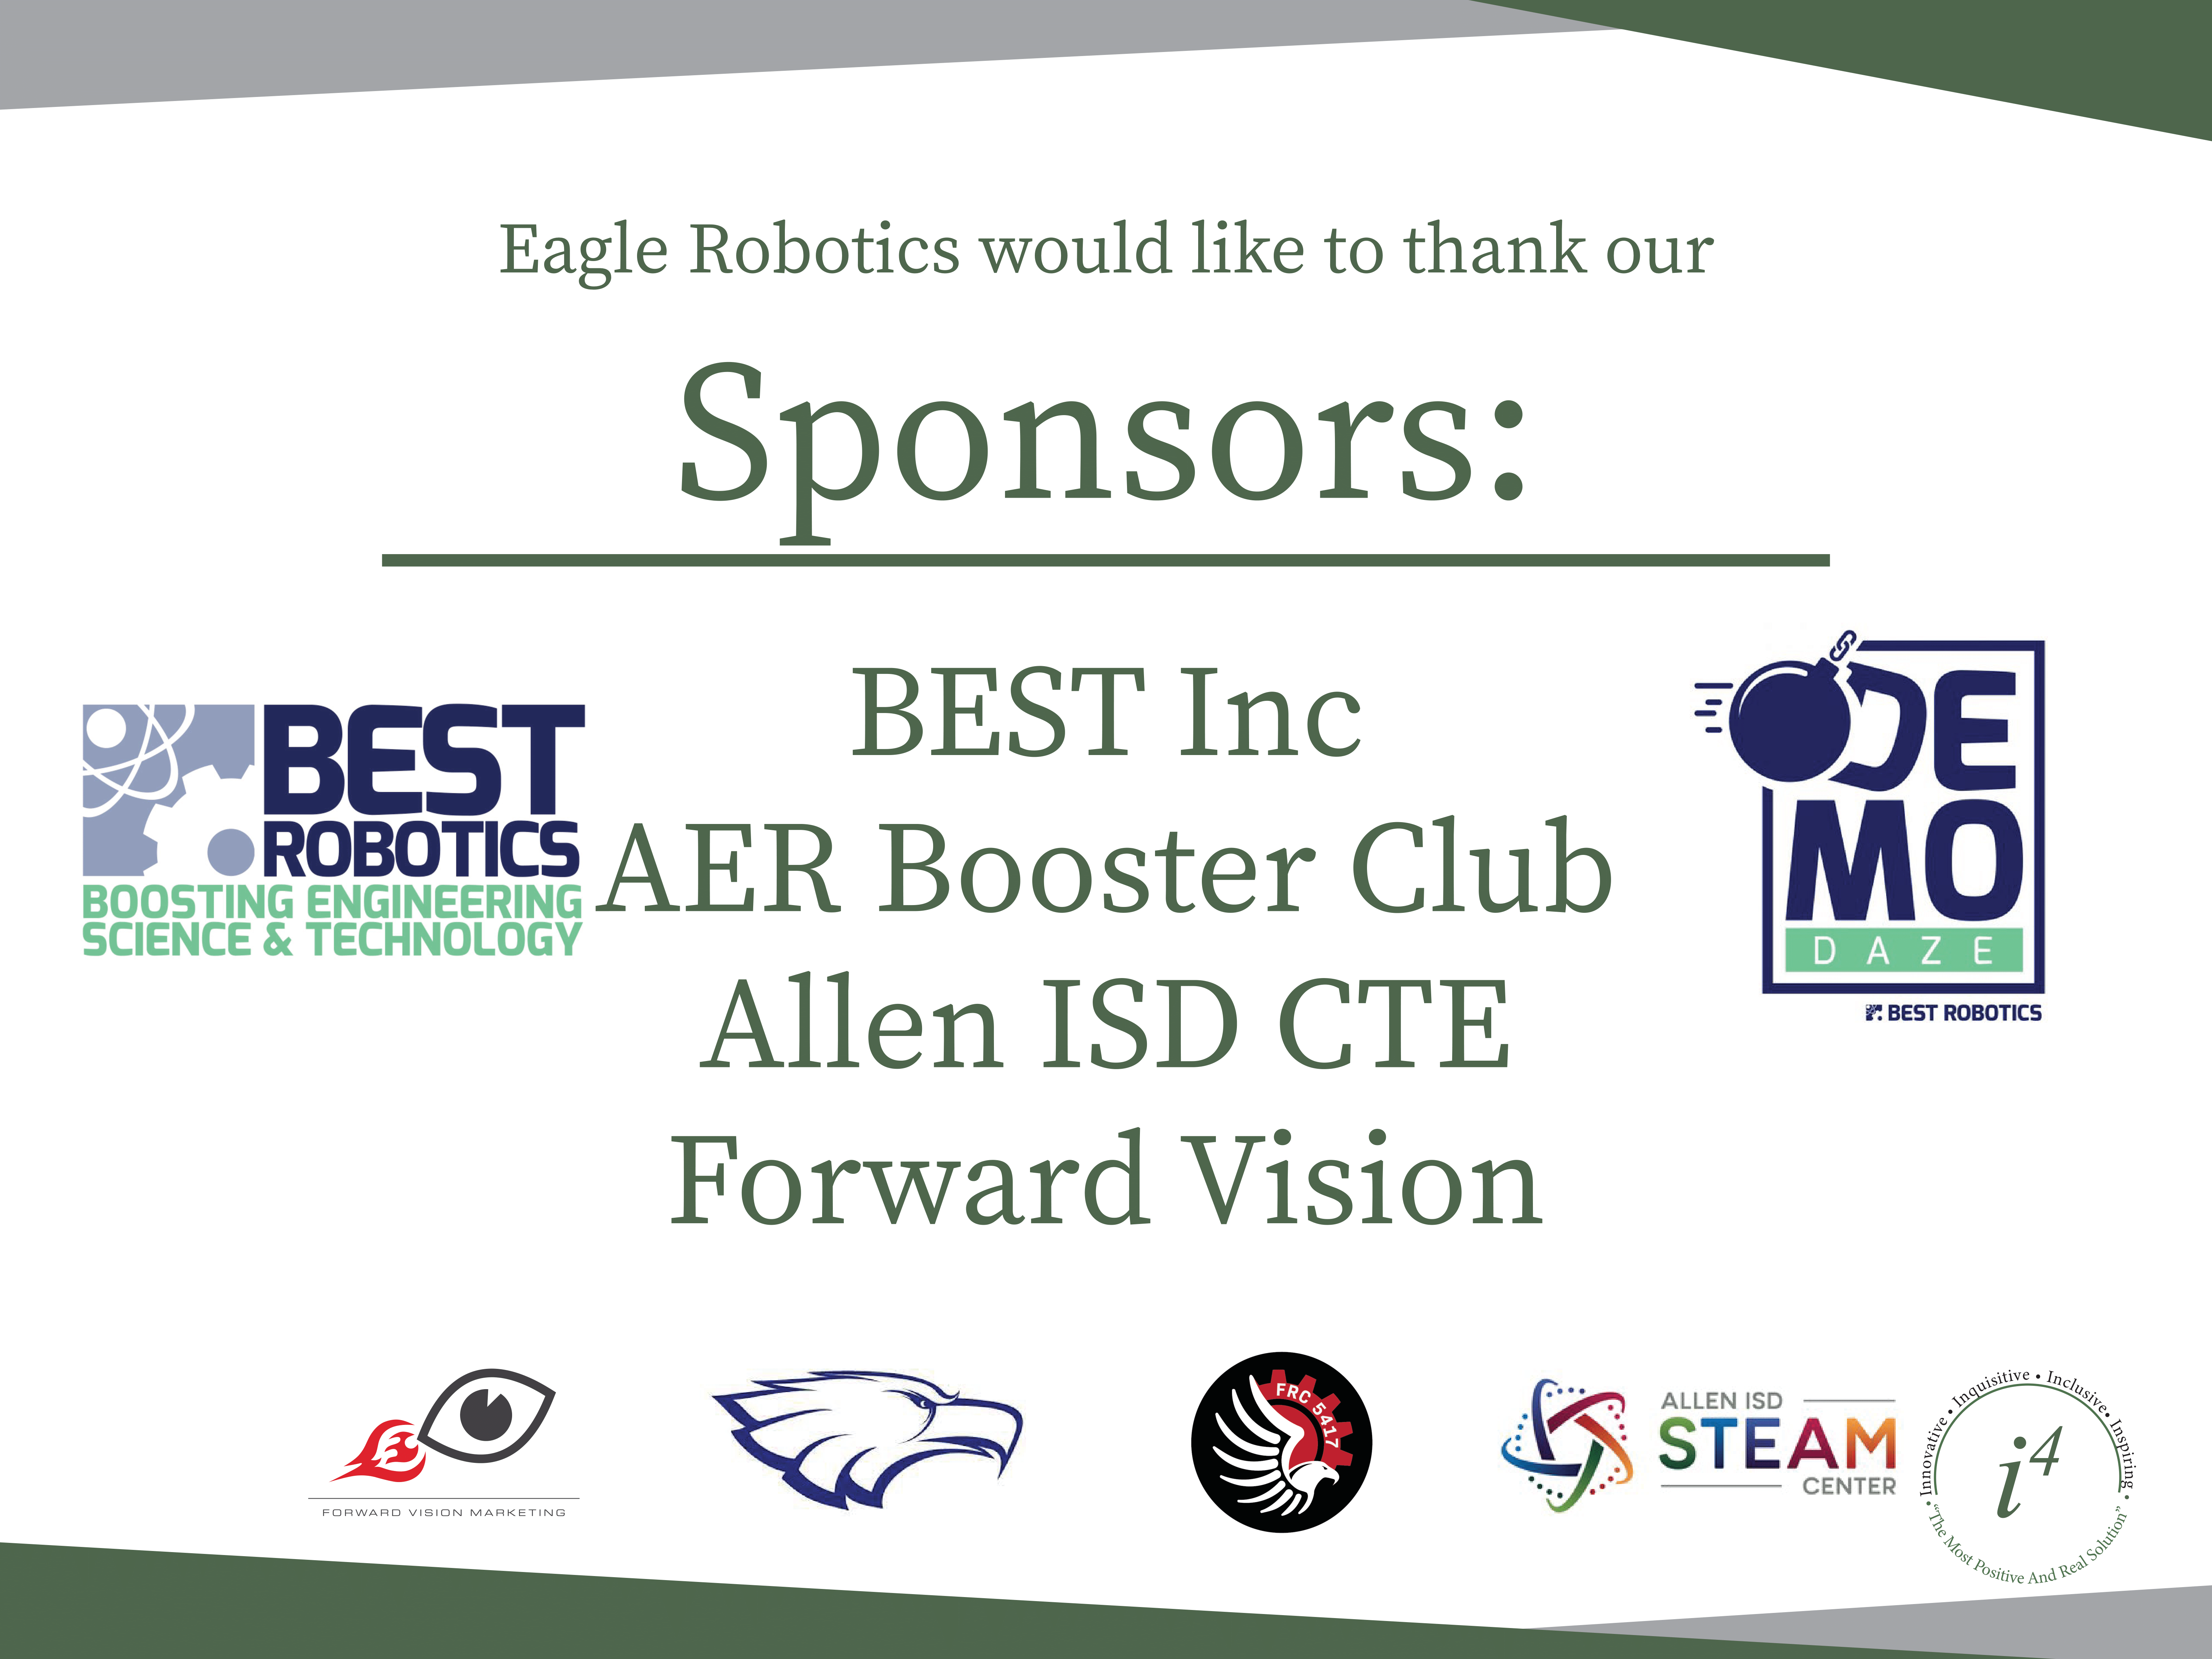 Eagle Robotics would like to thank our
Sponsors:
BEST
ROBOTICS
BOOSTING ENGINEERING
SCIENCE & TECHNOLOGY
BEST Inc
AER Booster Club
Allen ISD CTE
Forward Vision
DE
MO
DAZE
BEST ROBOTICS
FORWARD VISION MARKETING
FRC 5417
ALLEN ISD
STEAM
CENTER
• Innovative • Inquisitive • Inclusive • Inspiring •
i⁴
"The Most Positive And Real Solution"